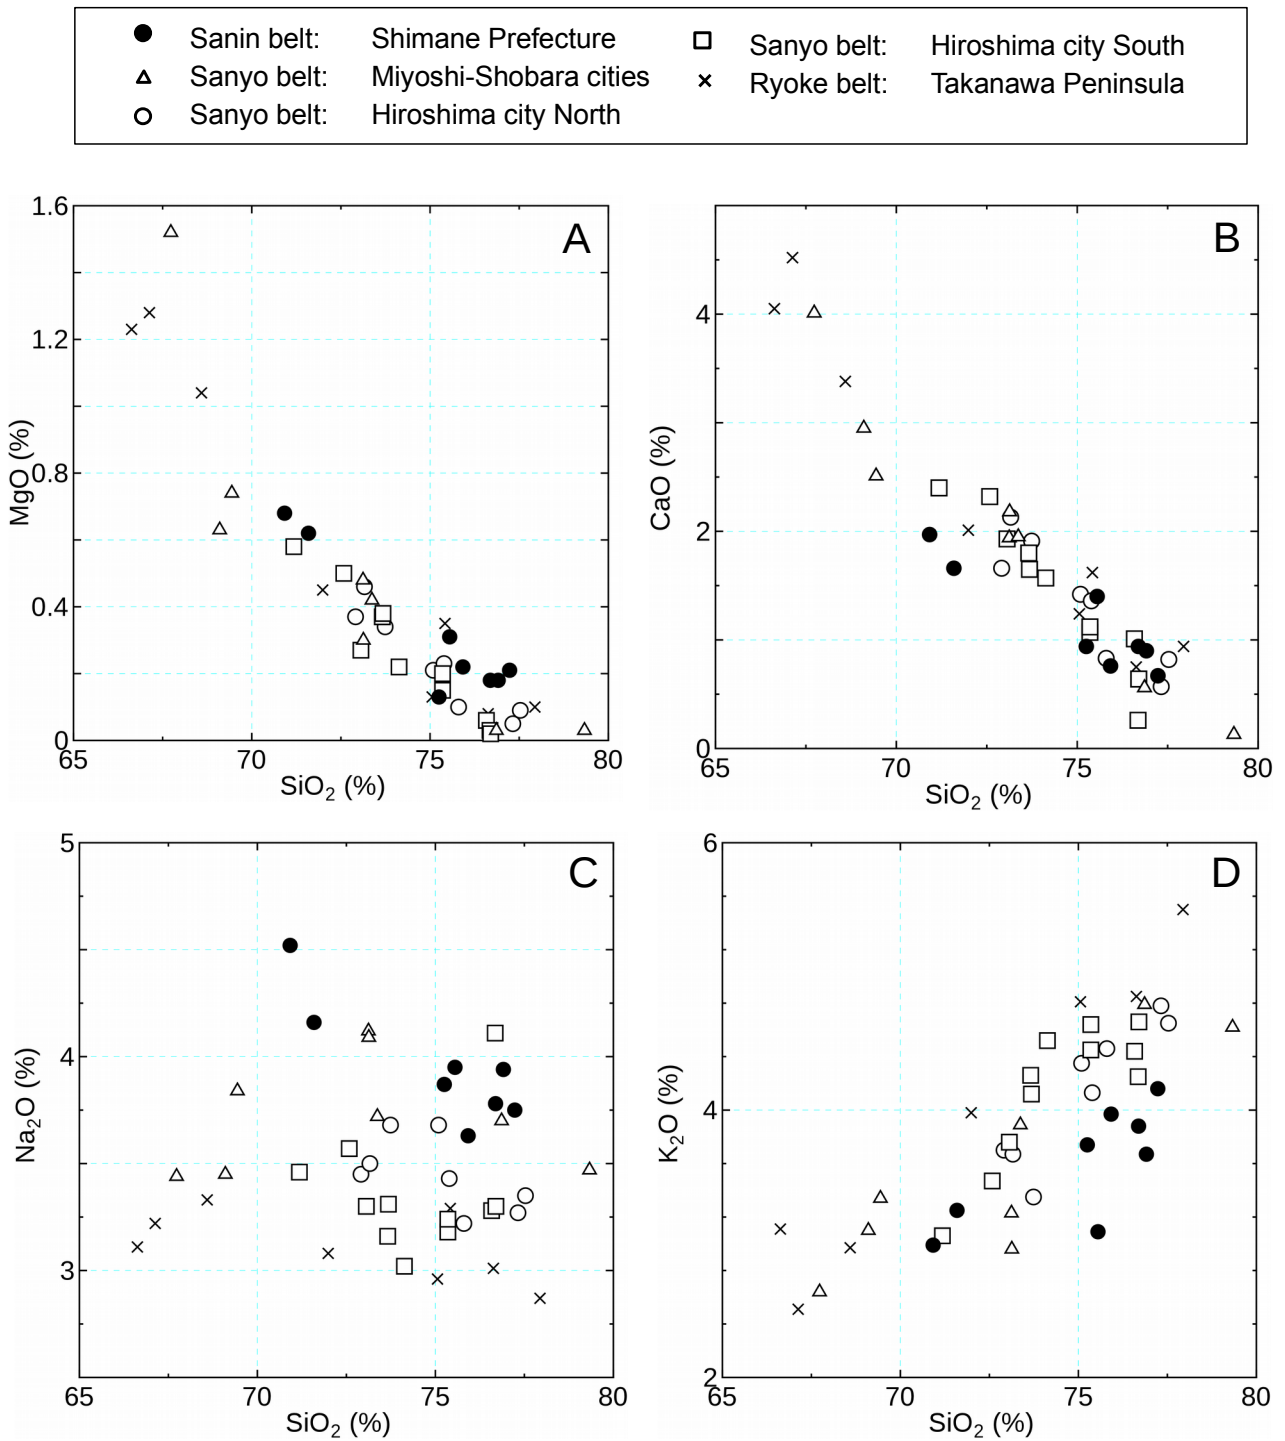 Sanin belt: Shimane Prefecture
Sanyo belt: Miyoshi-Shobara cities
Sanyo belt: Hiroshima city North
Sanyo belt: Hiroshima city South
Ryoke belt: Takanawa Peninsula
A
1.6
1.2
0.8
0.4
0
MgO (%)
65 70 75 80
SiO₂ (%)
B
4
2
0
CaO (%)
65 70 75 80
SiO₂ (%)
C
5
4
3
Na₂O (%)
65 70 75 80
SiO₂ (%)
D
6
4
2
K₂O (%)
65 70 75 80
SiO₂ (%)